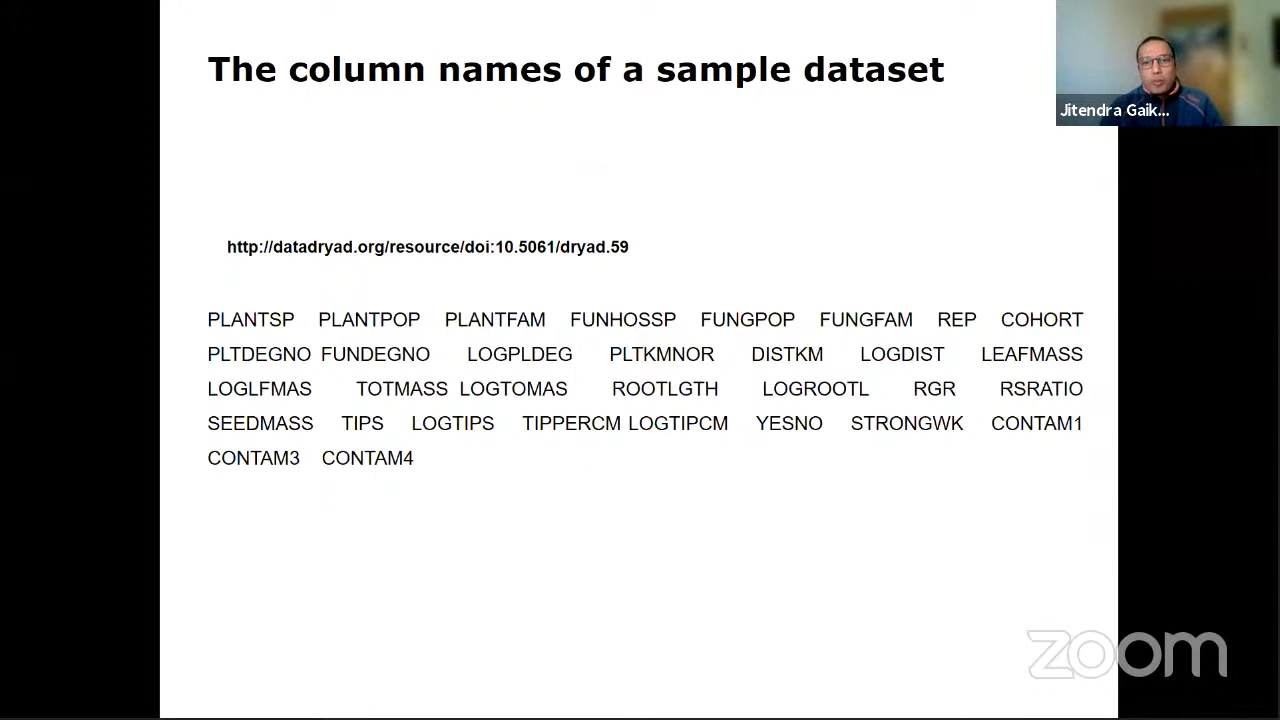 The column names of a sample dataset
Jitendra Gaik...
http://datadryad.org/resource/doi:10.5061/dryad.59
PLANTSP PLANTPOP PLANTFAM FUNHOSSP FUNGPOP FUNGFAM REP COHORT
PLTDEGNO FUNDEGNO LOGPLDEG PLTKMNOR DISTKM LOGDIST LEAFMASS
LOGLFMAS TOTMASS LOGTOMAS ROOTLGTH LOGROOTL RGR RSRATIO
SEEDMASS TIPS LOGTIPS TIPPERCM LOGTIPCM YESNO STRONGWK CONTAM1
CONTAM3 CONTAM4
zoom